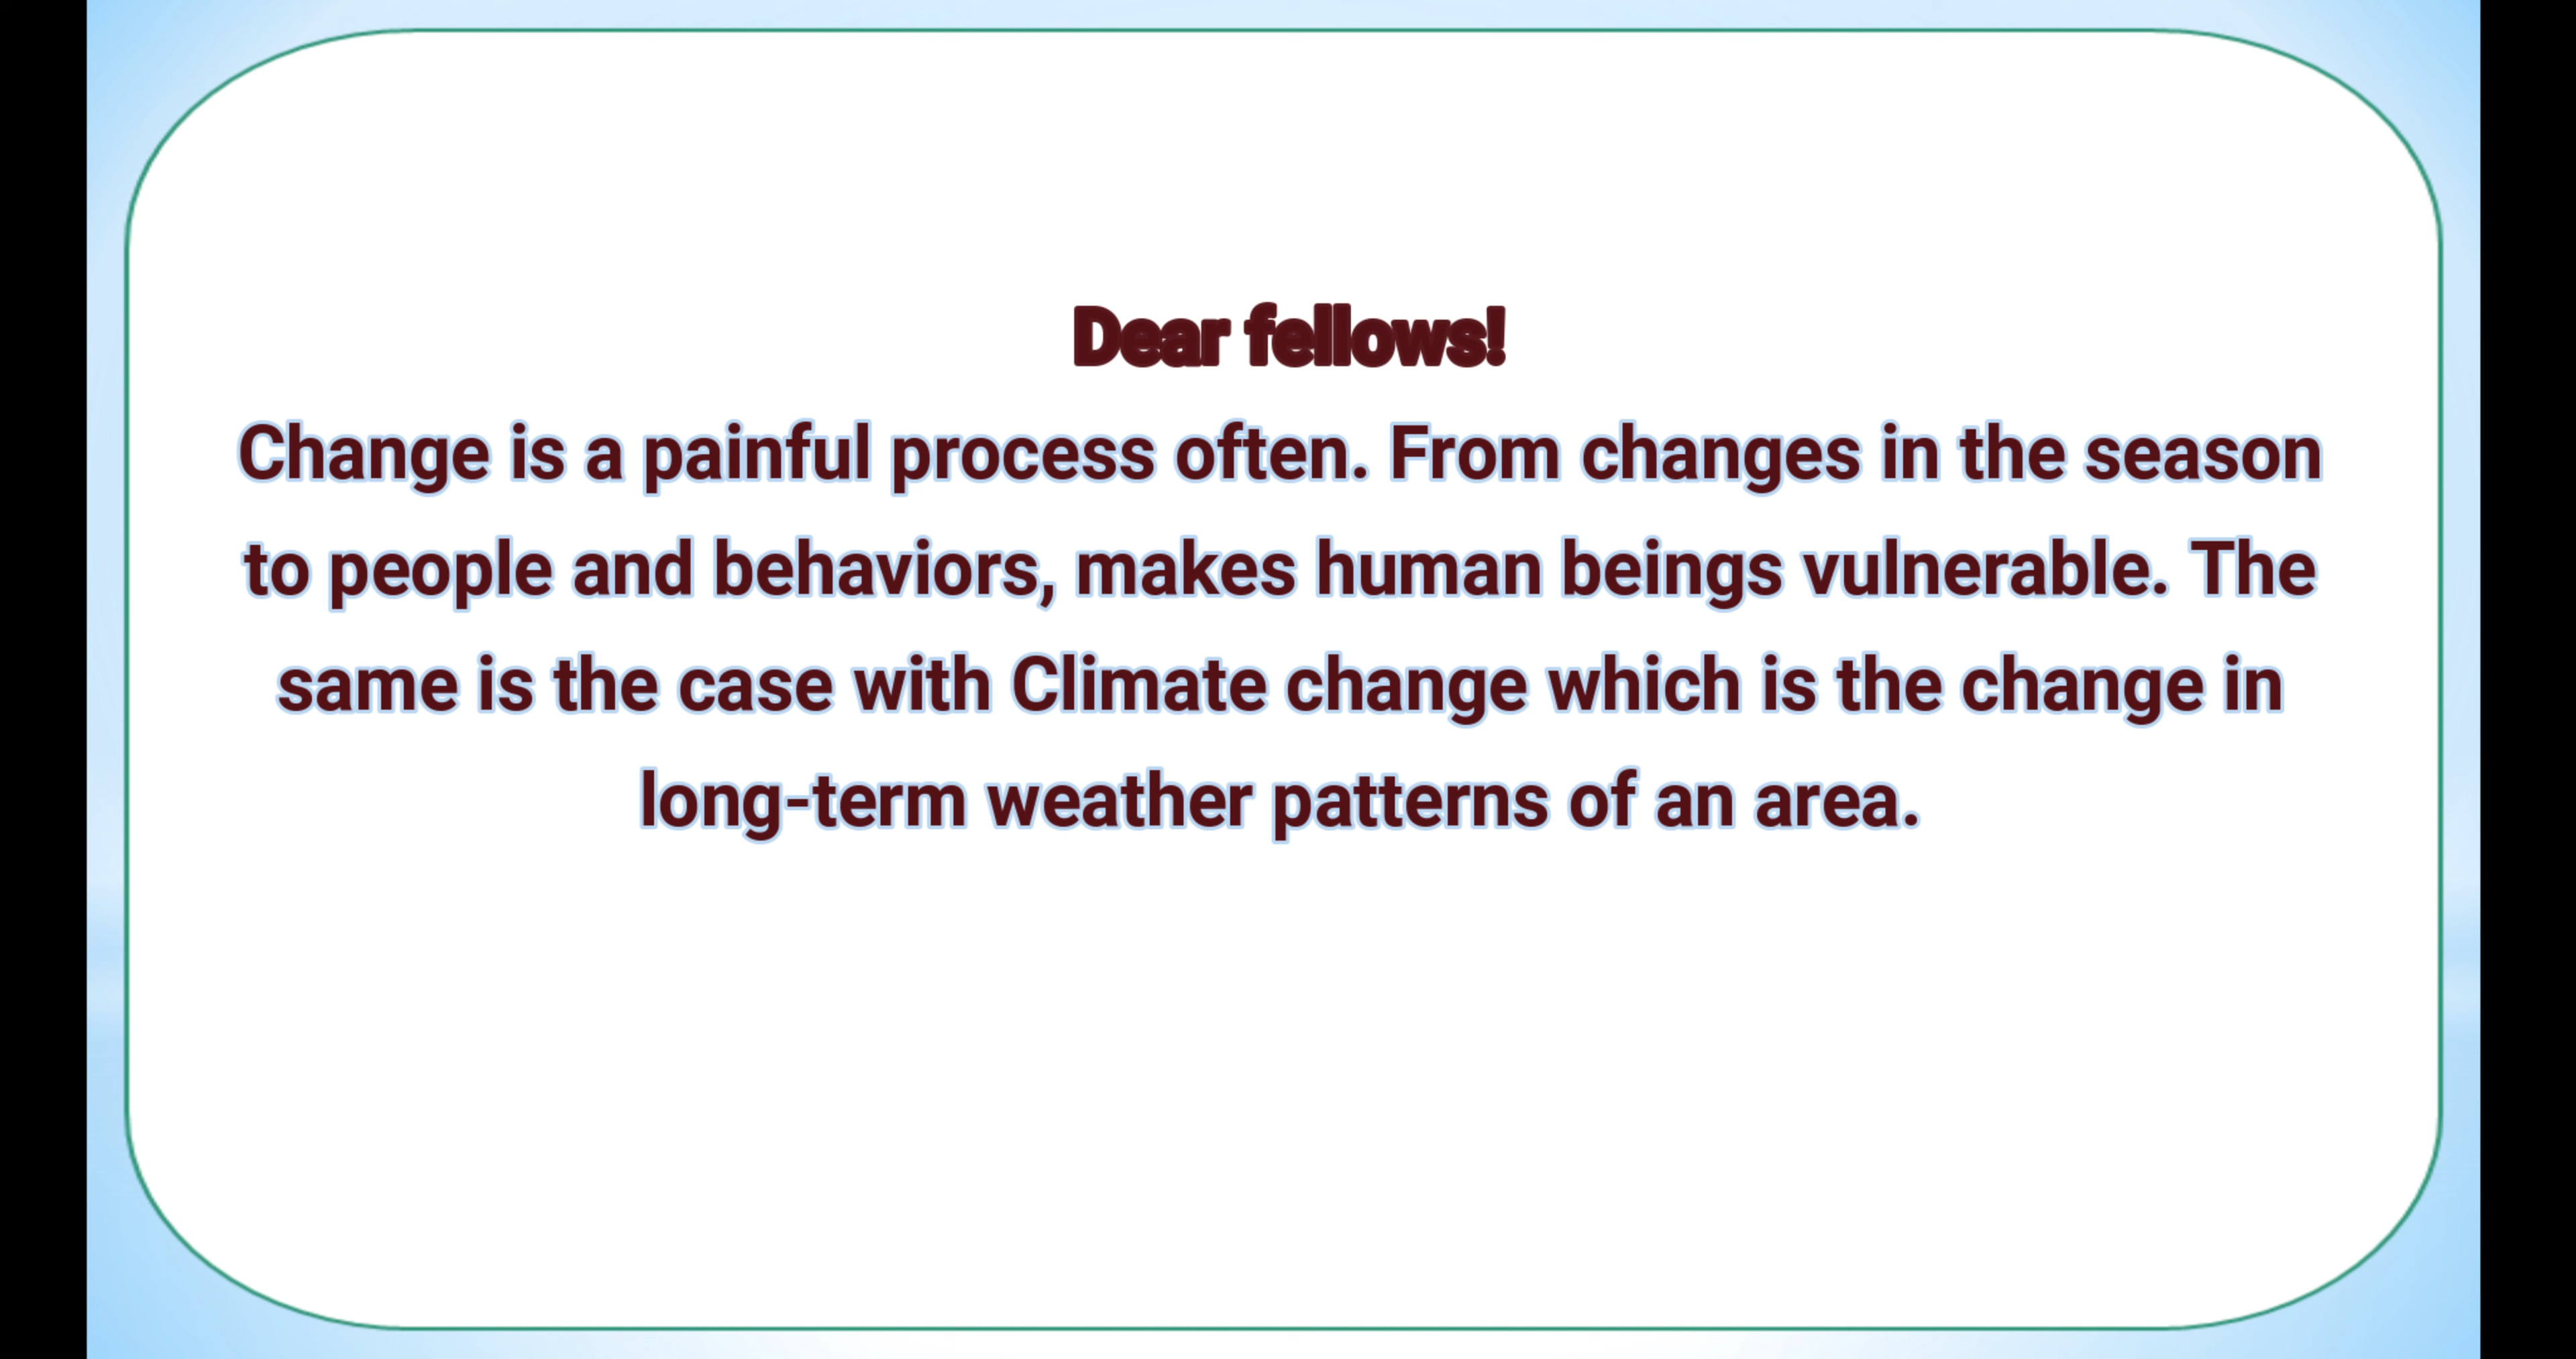 Dear fellows!
Change is a painful process often. From changes in the season
to people and behaviors, makes human beings vulnerable. The
same is the case with Climate change which is the change in
long-term weather patterns of an area.